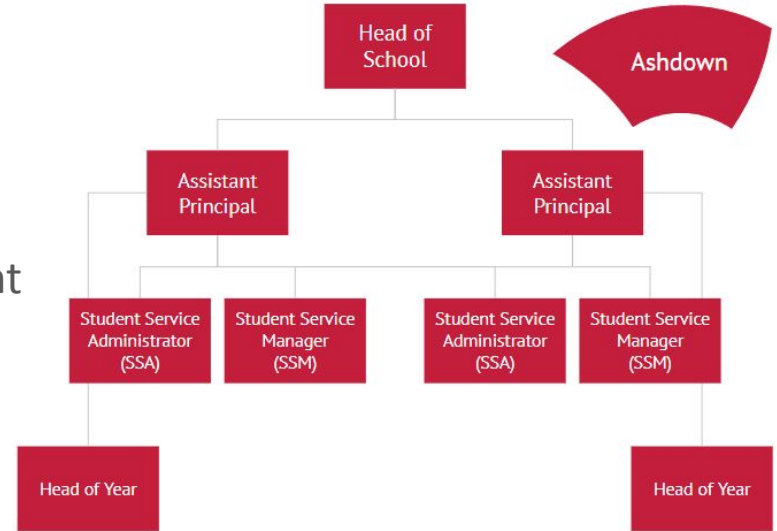 Head of
School
Ashdown
Assistant
Principal
Assistant
Principal
Student Service
Administrator
(SSA)
Student Service
Manager
(SSM)
Student Service
Administrator
(SSA)
Student Service
Manager
(SSM)
Head of Year
Head of Year